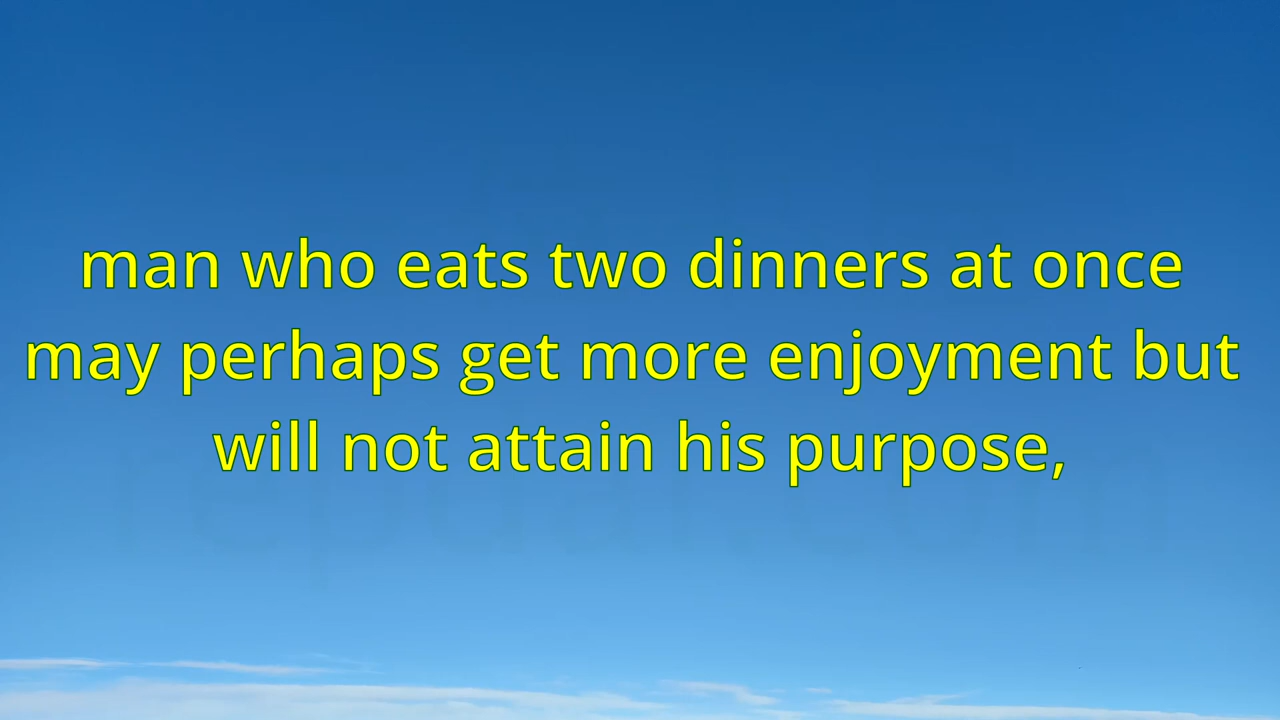 man who eats two dinners at once
may perhaps get more enjoyment but
will not attain his purpose,